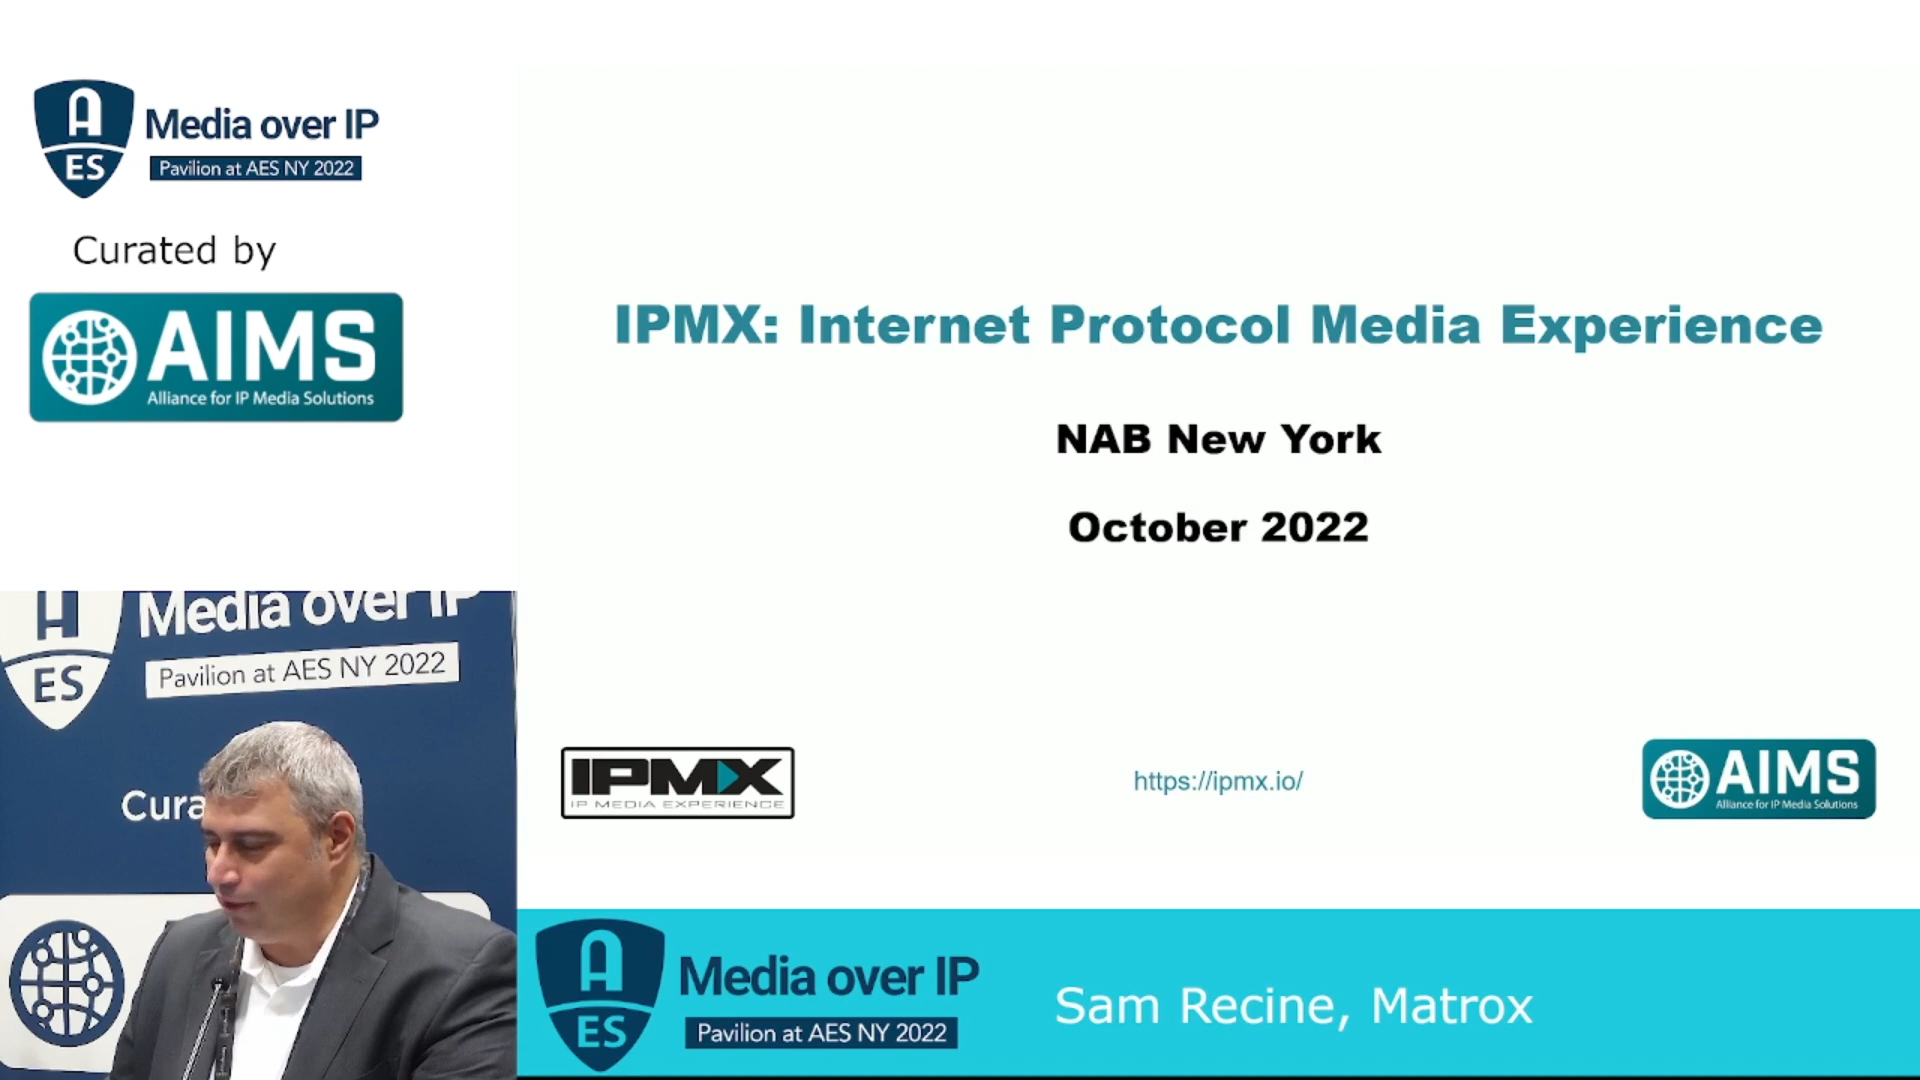 AES
Media over IP
Pavilion at AES NY 2022
Curated by
AIMS
Alliance for IP Media Solutions
IPMX: Internet Protocol Media Experience
NAB New York
October 2022
IPMX
IP MEDIA EXPERIENCE
https://ipmx.io/
AIMS
Alliance for IP Media Solutions
AES
Media over IP
Pavilion at AES NY 2022
Cura
AES
Media over IP
Pavilion at AES NY 2022
Sam Recine, Matrox